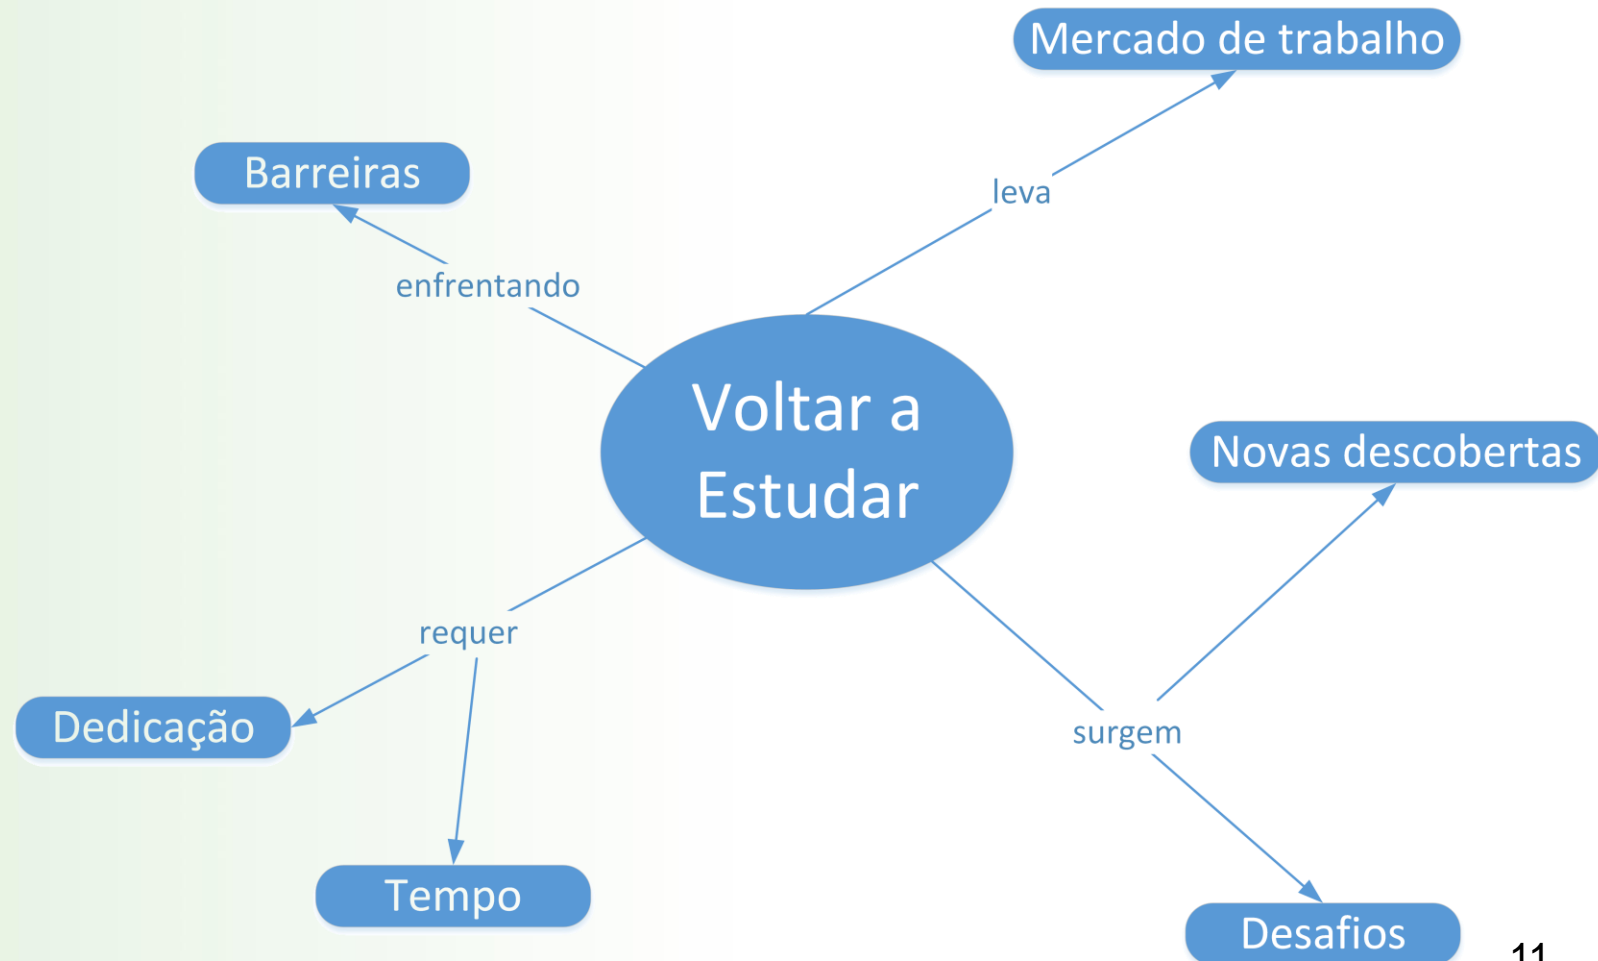 Mercado de trabalho
Barreiras
leva
enfrentando
Voltar a
Estudar
Novas descobertas
requer
Dedicação
surgem
Tempo
Desafios
11